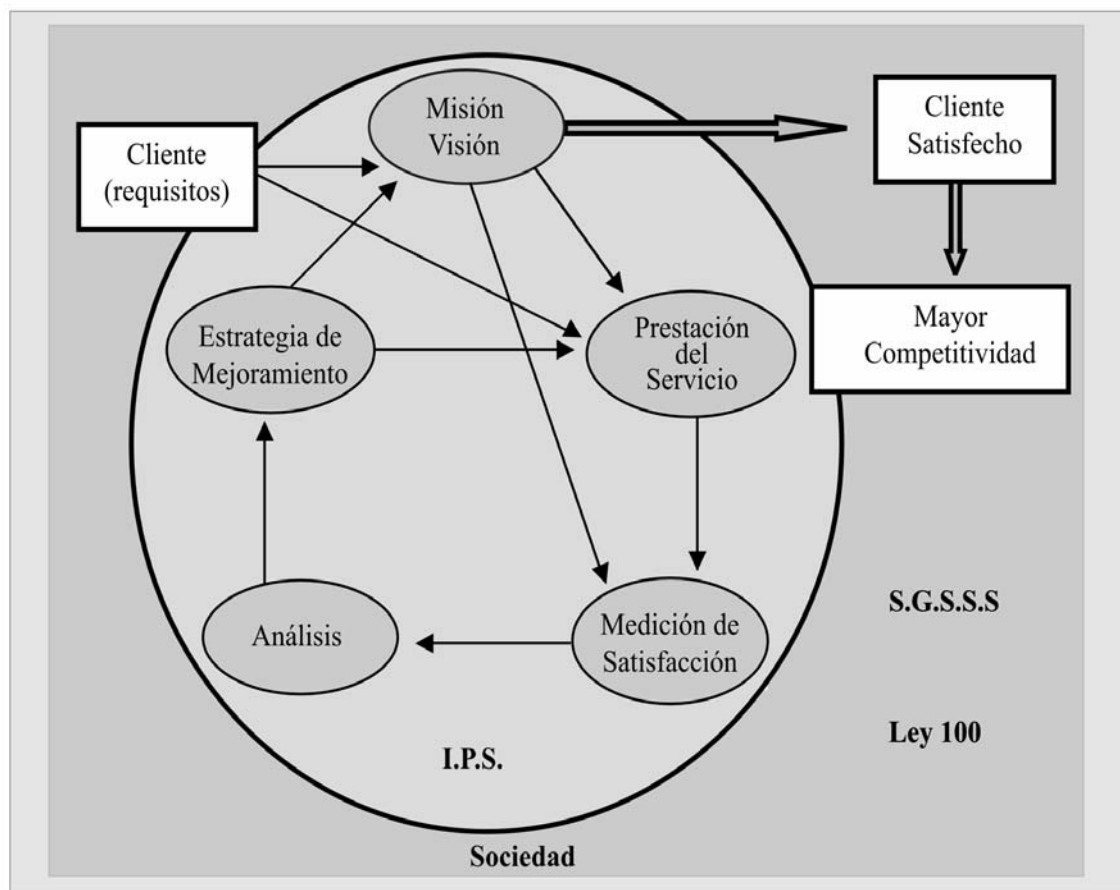 Misión
Visión
Cliente
Satisfecho
Cliente
(requisitos)
Estrategia de
Mejoramiento
Prestación
del
Servicio
Mayor
Competitividad
Análisis
Medición de
Satisfacción
S.G.S.S.S
Ley 100
I.P.S.
Sociedad